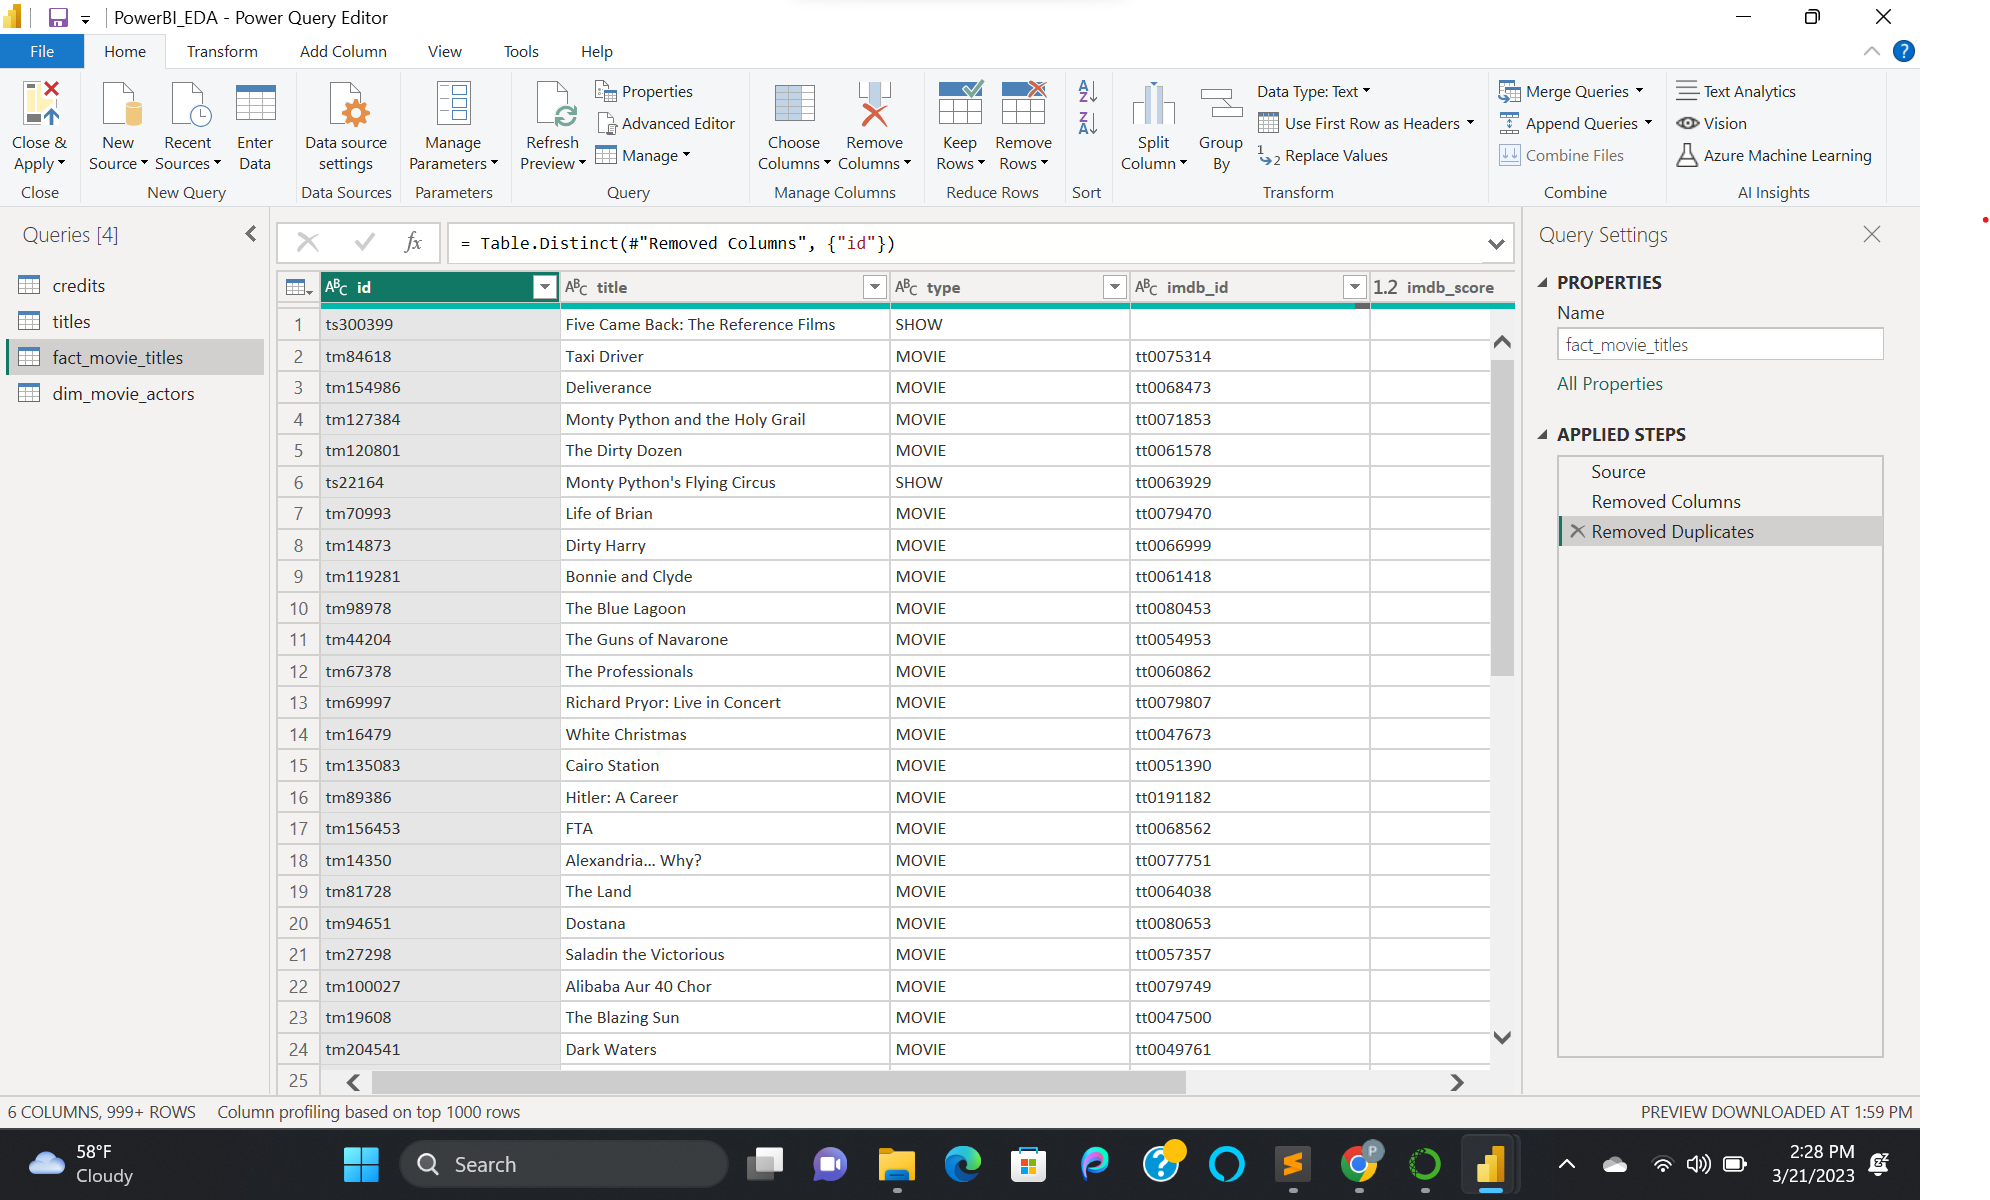 PowerBI_EDA - Power Query Editor
File Home Transform Add Column View Tools Help
Close & Apply
Close
New Source
Recent Sources
Enter Data
New Query
Data source settings
Data Sources
Manage Parameters
Parameters
Refresh Preview
Properties
Advanced Editor
Manage
Query
Choose Columns
Remove Columns
Manage Columns
Keep Rows
Remove Rows
Reduce Rows
Sort
Split Column
Group By
Data Type: Text
Use First Row as Headers
Replace Values
Transform
Merge Queries
Append Queries
Combine Files
Combine
Text Analytics
Vision
Azure Machine Learning
AI Insights
Queries [4]
credits
titles
fact_movie_titles
dim_movie_actors
fx = Table.Distinct(#"Removed Columns", {"id"})
ABC id ABC title ABC type ABC imdb_id 1.2 imdb_score
1 ts300399 Five Came Back: The Reference Films SHOW
2 tm84618 Taxi Driver MOVIE tt0075314
3 tm154986 Deliverance MOVIE tt0068473
4 tm127384 Monty Python and the Holy Grail MOVIE tt0071853
5 tm120801 The Dirty Dozen MOVIE tt0061578
6 ts22164 Monty Python's Flying Circus SHOW tt0063929
7 tm70993 Life of Brian MOVIE tt0079470
8 tm14873 Dirty Harry MOVIE tt0066999
9 tm119281 Bonnie and Clyde MOVIE tt0061418
10 tm98978 The Blue Lagoon MOVIE tt0080453
11 tm44204 The Guns of Navarone MOVIE tt0054953
12 tm67378 The Professionals MOVIE tt0060862
13 tm69997 Richard Pryor: Live in Concert MOVIE tt0079807
14 tm16479 White Christmas MOVIE tt0047673
15 tm135083 Cairo Station MOVIE tt0051390
16 tm89386 Hitler: A Career MOVIE tt0191182
17 tm156453 FTA MOVIE tt0068562
18 tm14350 Alexandria... Why? MOVIE tt0077751
19 tm81728 The Land MOVIE tt0064038
20 tm94651 Dostana MOVIE tt0080653
21 tm27298 Saladin the Victorious MOVIE tt0057357
22 tm100027 Alibaba Aur 40 Chor MOVIE tt0079749
23 tm19608 The Blazing Sun MOVIE tt0047500
24 tm204541 Dark Waters MOVIE tt0049761
25
Query Settings
PROPERTIES
Name
fact_movie_titles
All Properties
APPLIED STEPS
Source
Removed Columns
Removed Duplicates
6 COLUMNS, 999+ ROWS Column profiling based on top 1000 rows PREVIEW DOWNLOADED AT 1:59 PM
58°F
Cloudy
Search
2:28 PM
3/21/2023